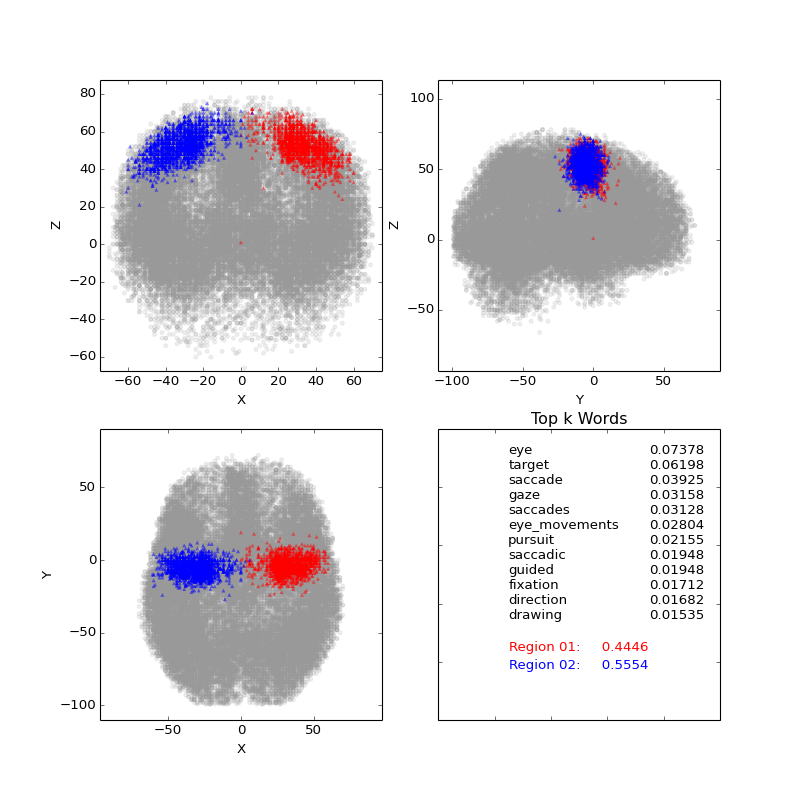 80
60
40
20
0
−20
−40
−60
Z
−60 −40 −20 0 20 40 60
X
100
50
0
−50
Z
−100 −50 0 50
Y
50
0
−50
−100
Y
−50 0 50
X
Top k Words
eye 0.07378
target 0.06198
saccade 0.03925
gaze 0.03158
saccades 0.03128
eye_movements 0.02804
pursuit 0.02155
saccadic 0.01948
guided 0.01948
fixation 0.01712
direction 0.01682
drawing 0.01535
Region 01: 0.4446
Region 02: 0.5554